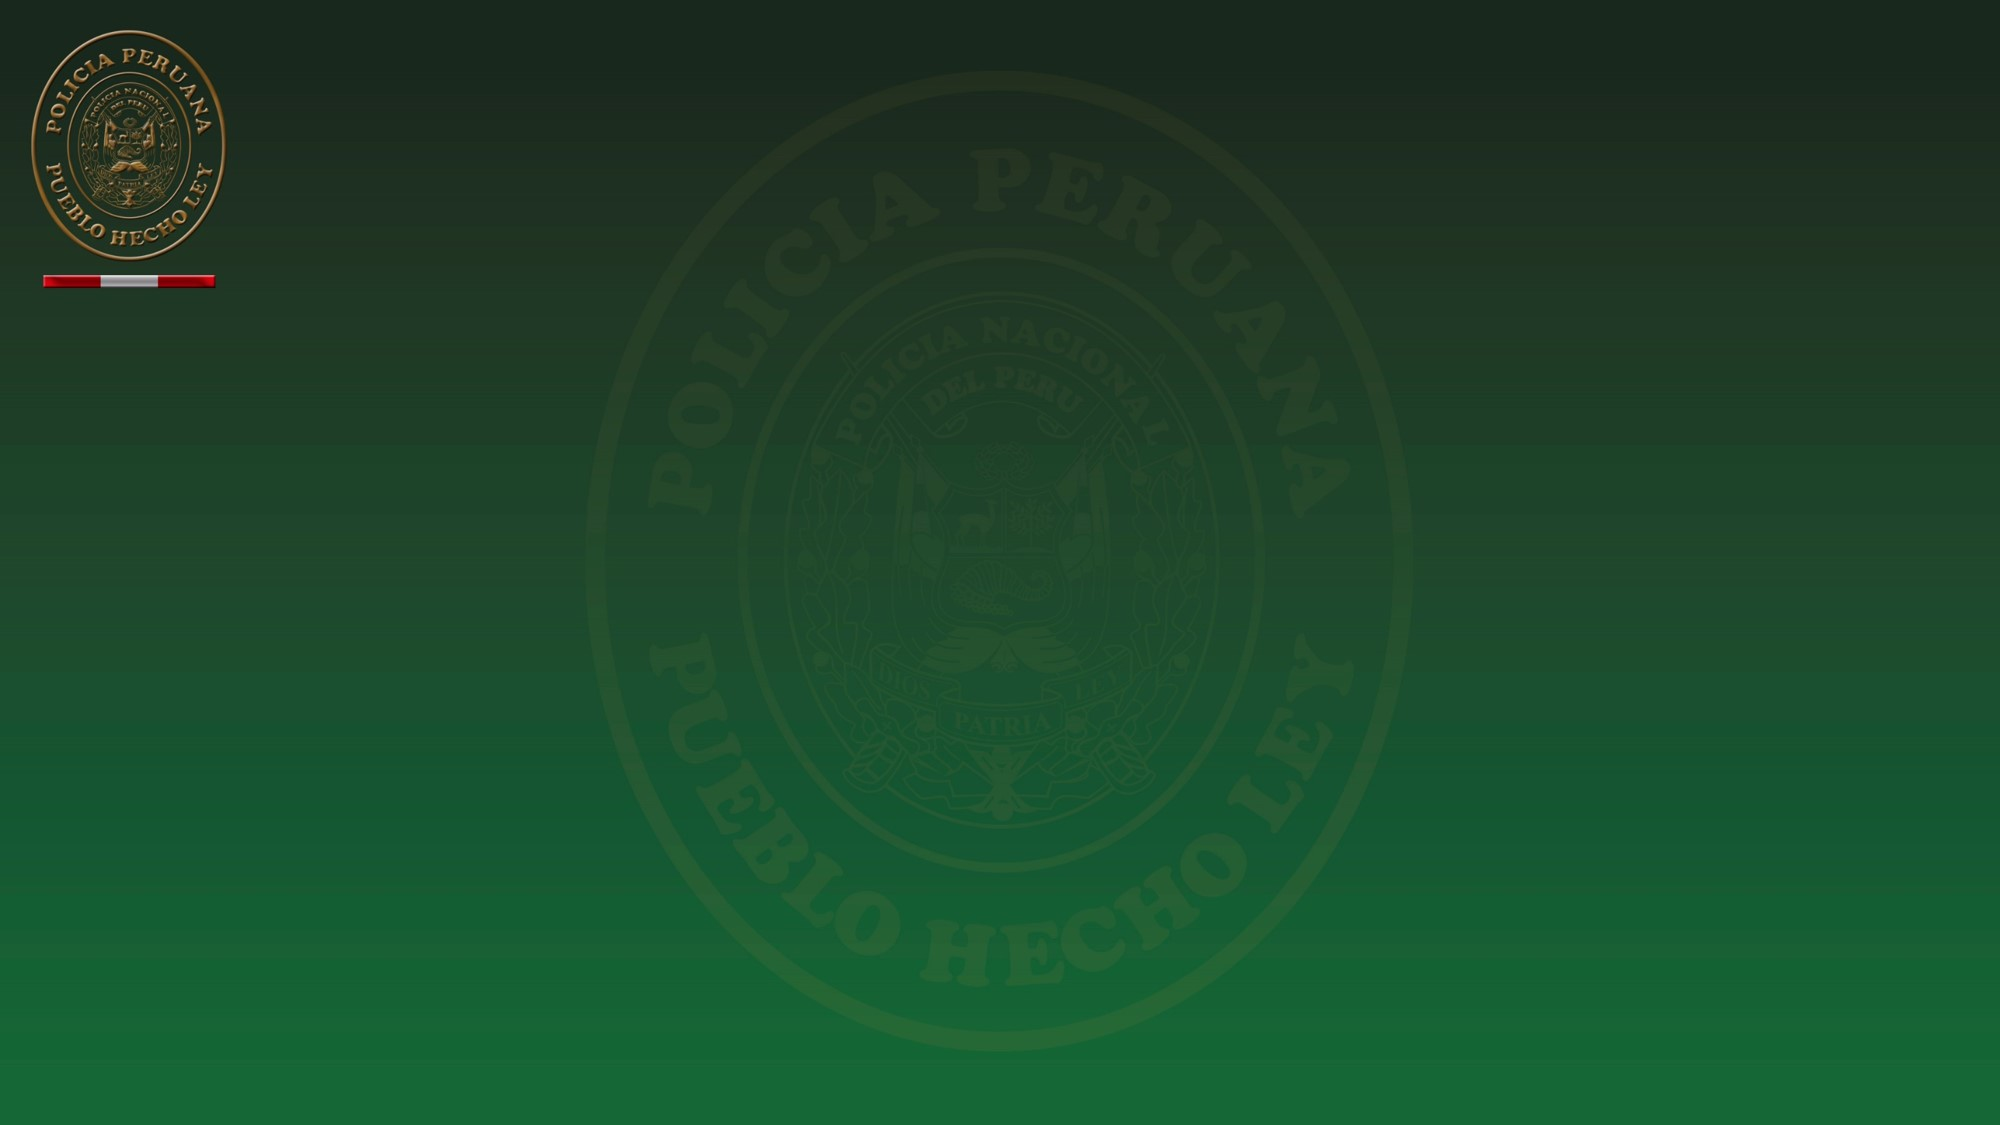 POLICIA PERUANA
POLICIA NACIONAL
DEL PERU
PATRIA
PUEBLO HECHO LEY
POLICIA PERUANA
POLICIA NACIONAL
DEL PERU
DIOS
PATRIA
LEY
PUEBLO HECHO LEY